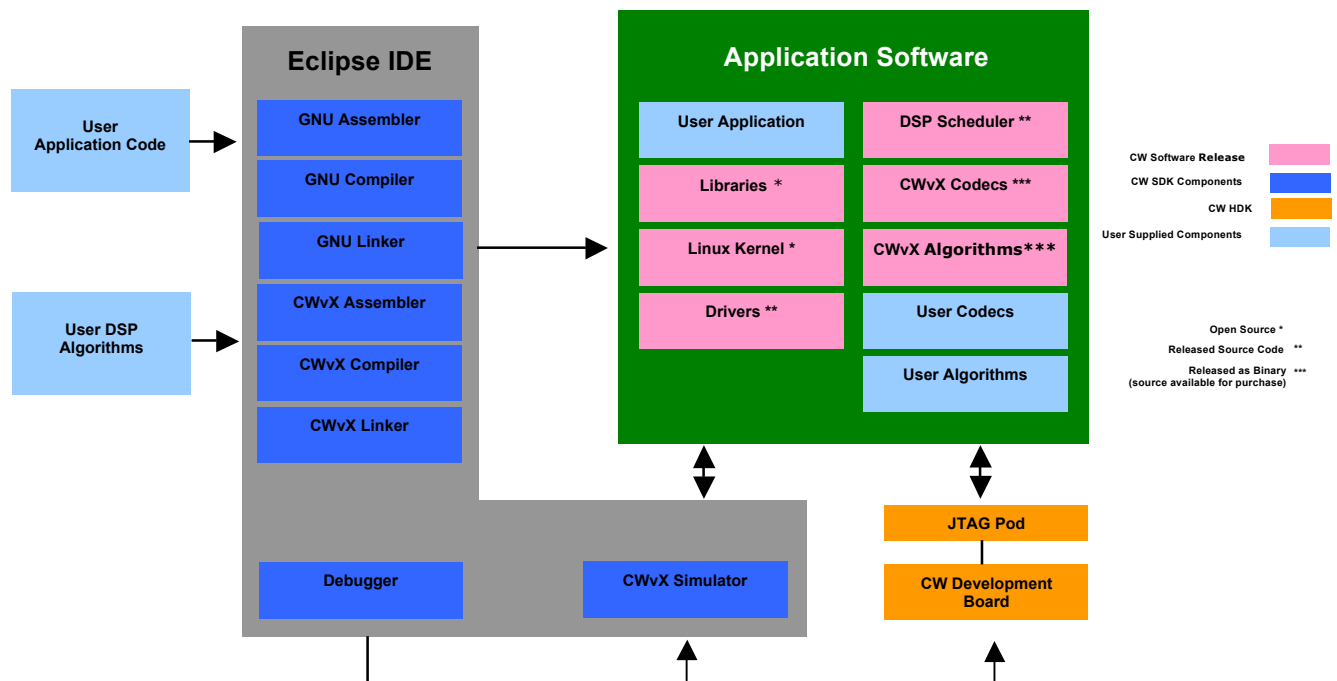 Eclipse IDE
Application Software
User
Application Code
User DSP
Algorithms
GNU Assembler
GNU Compiler
GNU Linker
CWvX Assembler
CWvX Compiler
CWvX Linker
Debugger
CWvX Simulator
User Application
Libraries *
Linux Kernel *
Drivers **
DSP Scheduler **
CWvX Codecs ***
CWvX Algorithms***
User Codecs
User Algorithms
JTAG Pod
CW Development
Board
CW Software Release
CW SDK Components
CW HDK
User Supplied Components
Open Source *
Released Source Code **
Released as Binary ***
(source available for purchase)